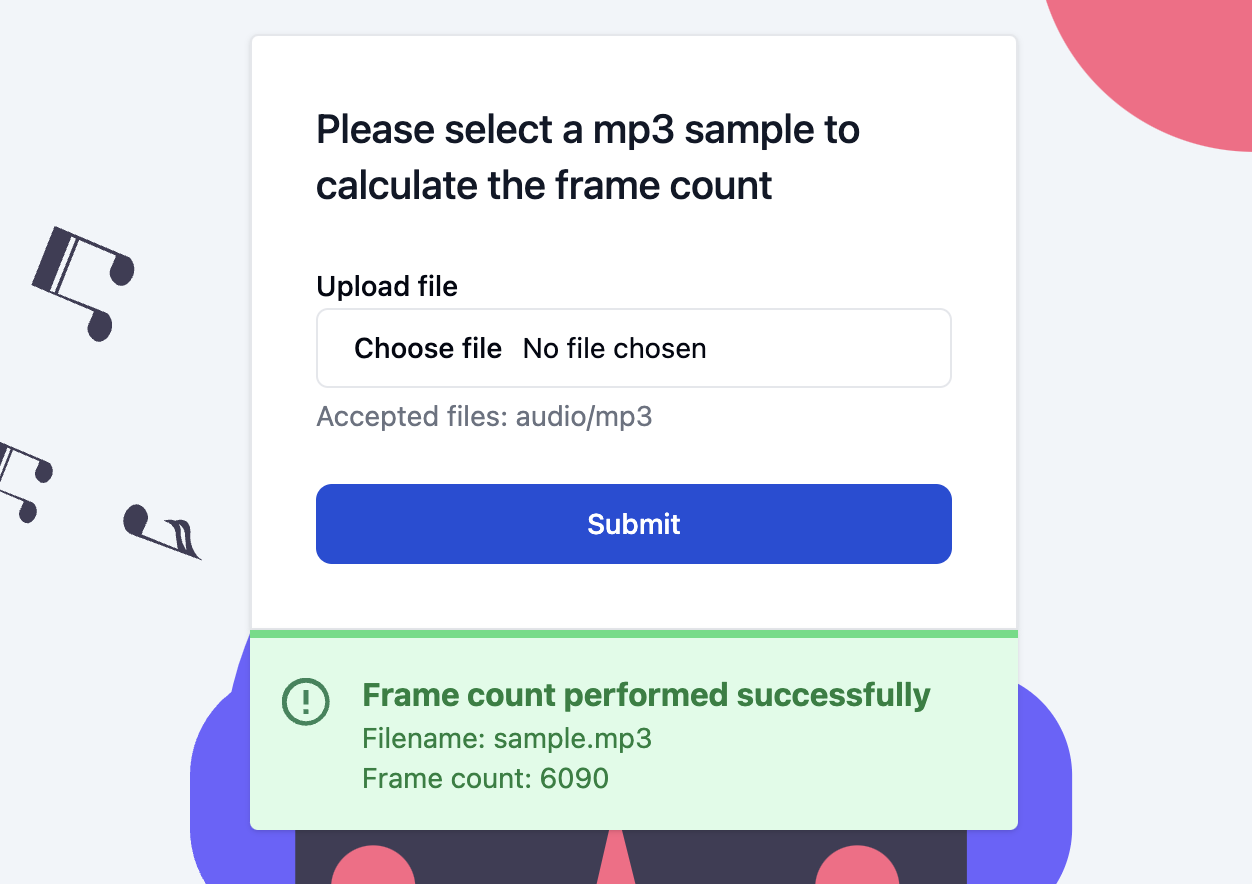 Please select a mp3 sample to
calculate the frame count
Upload file
Choose file No file chosen
Accepted files: audio/mp3
Submit
Frame count performed successfully
Filename: sample.mp3
Frame count: 6090